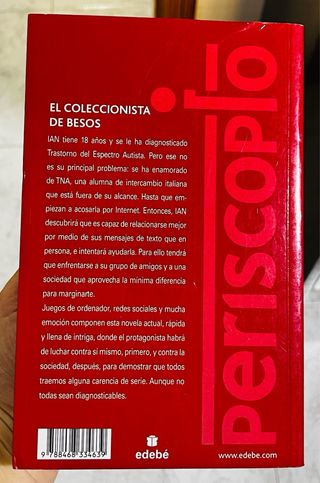 EL COLECCIONISTA
DE BESOS
IAN tiene 18 años y se le ha diagnosticado
Trastorno del Espectro Autista. Pero ese no
es su principal problema: se ha enamorado
de TNA, una alumna de intercambio italiana
que está fuera de su alcance. Hasta que em-
piezan a acosarla por Internet. Entonces, IAN
descubrirá que es capaz de relacionarse mejor
por medio de sus mensajes de texto que en
persona, e intentará ayudarla. Para ello tendrá
que enfrentarse a su grupo de amigos y a una
sociedad que aprovecha la mínima diferencia
para marginarte.
Juegos de ordenador, redes sociales y mucha
emoción componen esta novela actual, rápida
y llena de intriga, donde el protagonista habrá
de luchar contra sí mismo, primero, y contra la
sociedad, después, para demostrar que todos
traemos alguna carencia de serie. Aunque no
todas sean diagnosticables.
periscopio
9 788468 334639
edebé
www.edebe.com